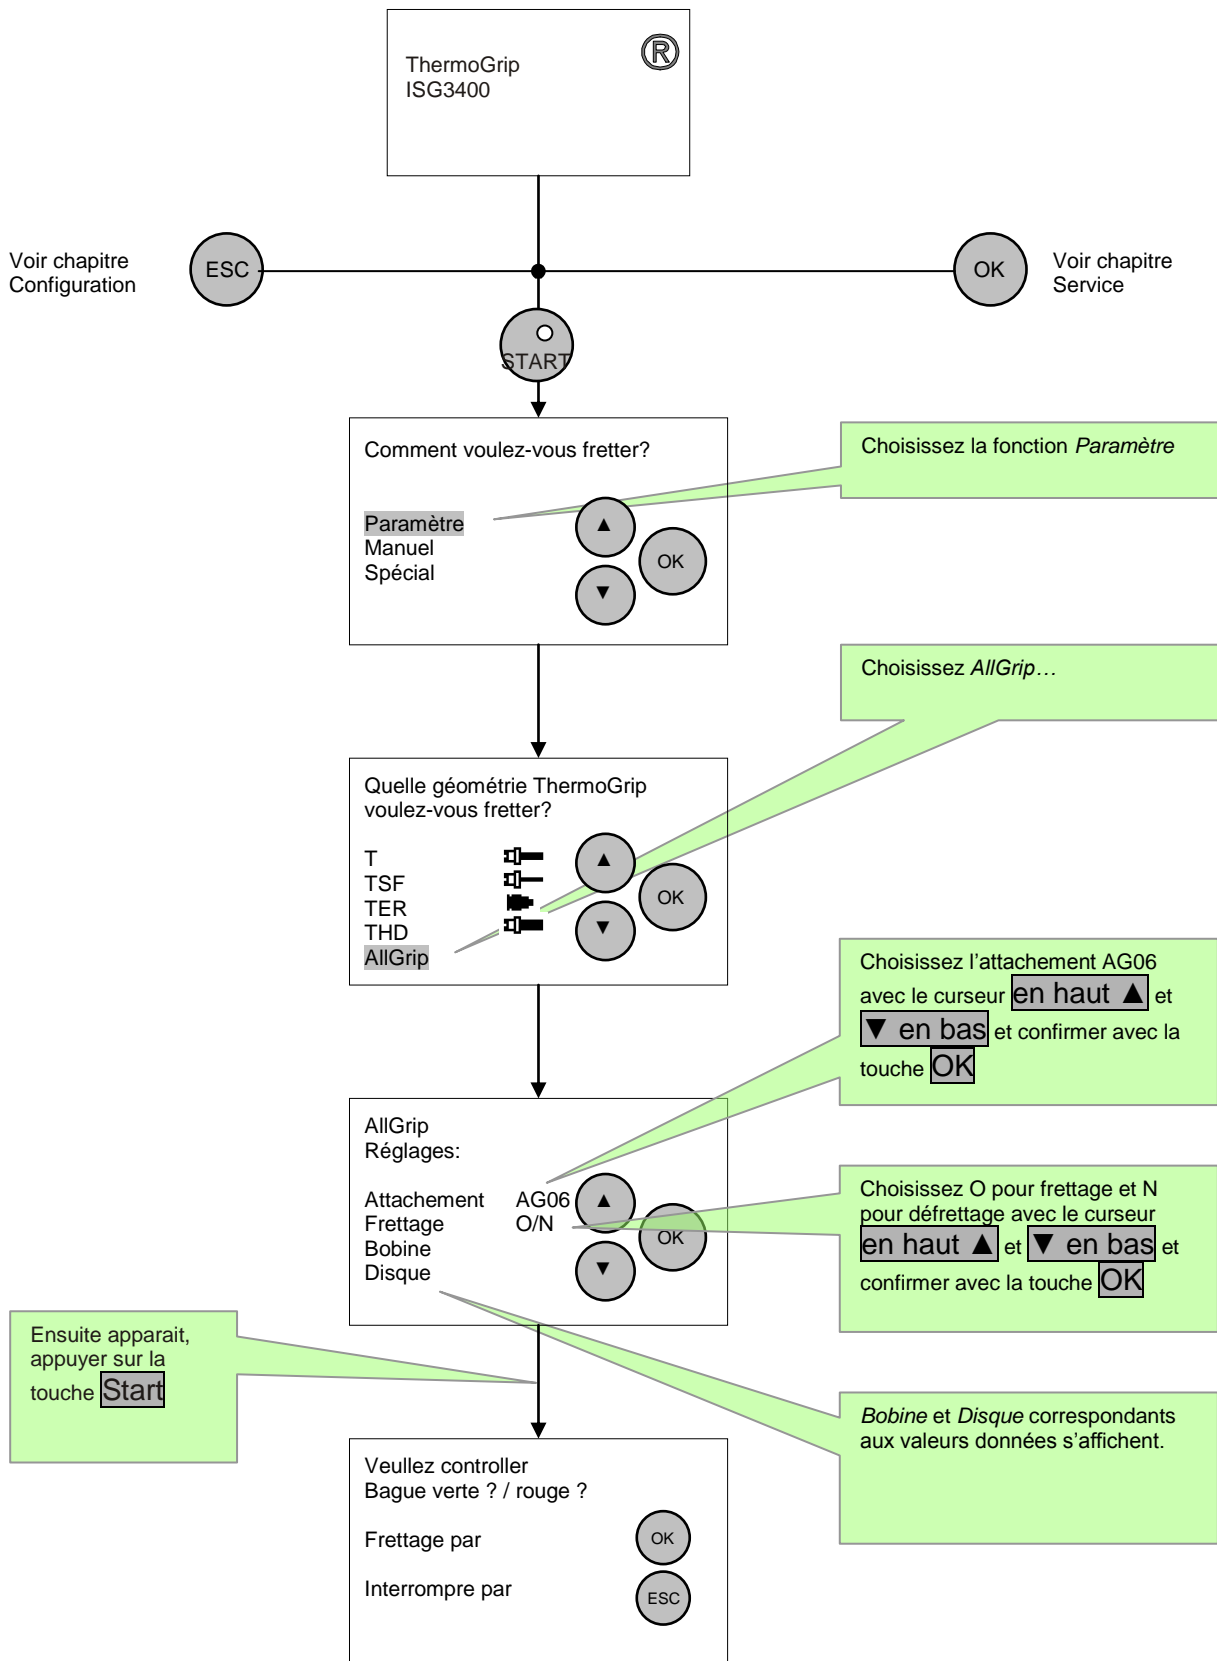 ThermoGrip
ISG3400
®
Voir chapitre
Configuration
ESC
OK
Voir chapitre
Service
START
Comment voulez-vous fretter?
Paramètre
Manuel
Spécial
▲
▼
OK
Choisissez la fonction Paramètre
Choisissez AllGrip…
Quelle géométrie ThermoGrip
voulez-vous fretter?
T
TSF
TER
THD
AllGrip
▲
▼
OK
Choisissez l’attachement AG06
avec le curseur en haut ▲ et
▼ en bas et confirmer avec la
touche OK
AllGrip
Réglages:
Attachement AG06
Frettage O/N
Bobine
Disque
▲
▼
OK
Choisissez O pour frettage et N
pour défrettage avec le curseur
en haut ▲ et ▼ en bas et
confirmer avec la touche OK
Ensuite apparait,
appuyer sur la
touche Start
Bobine et Disque correspondants
aux valeurs données s’affichent.
Veullez controller
Bague verte ? / rouge ?
Frettage par OK
Interrompre par ESC